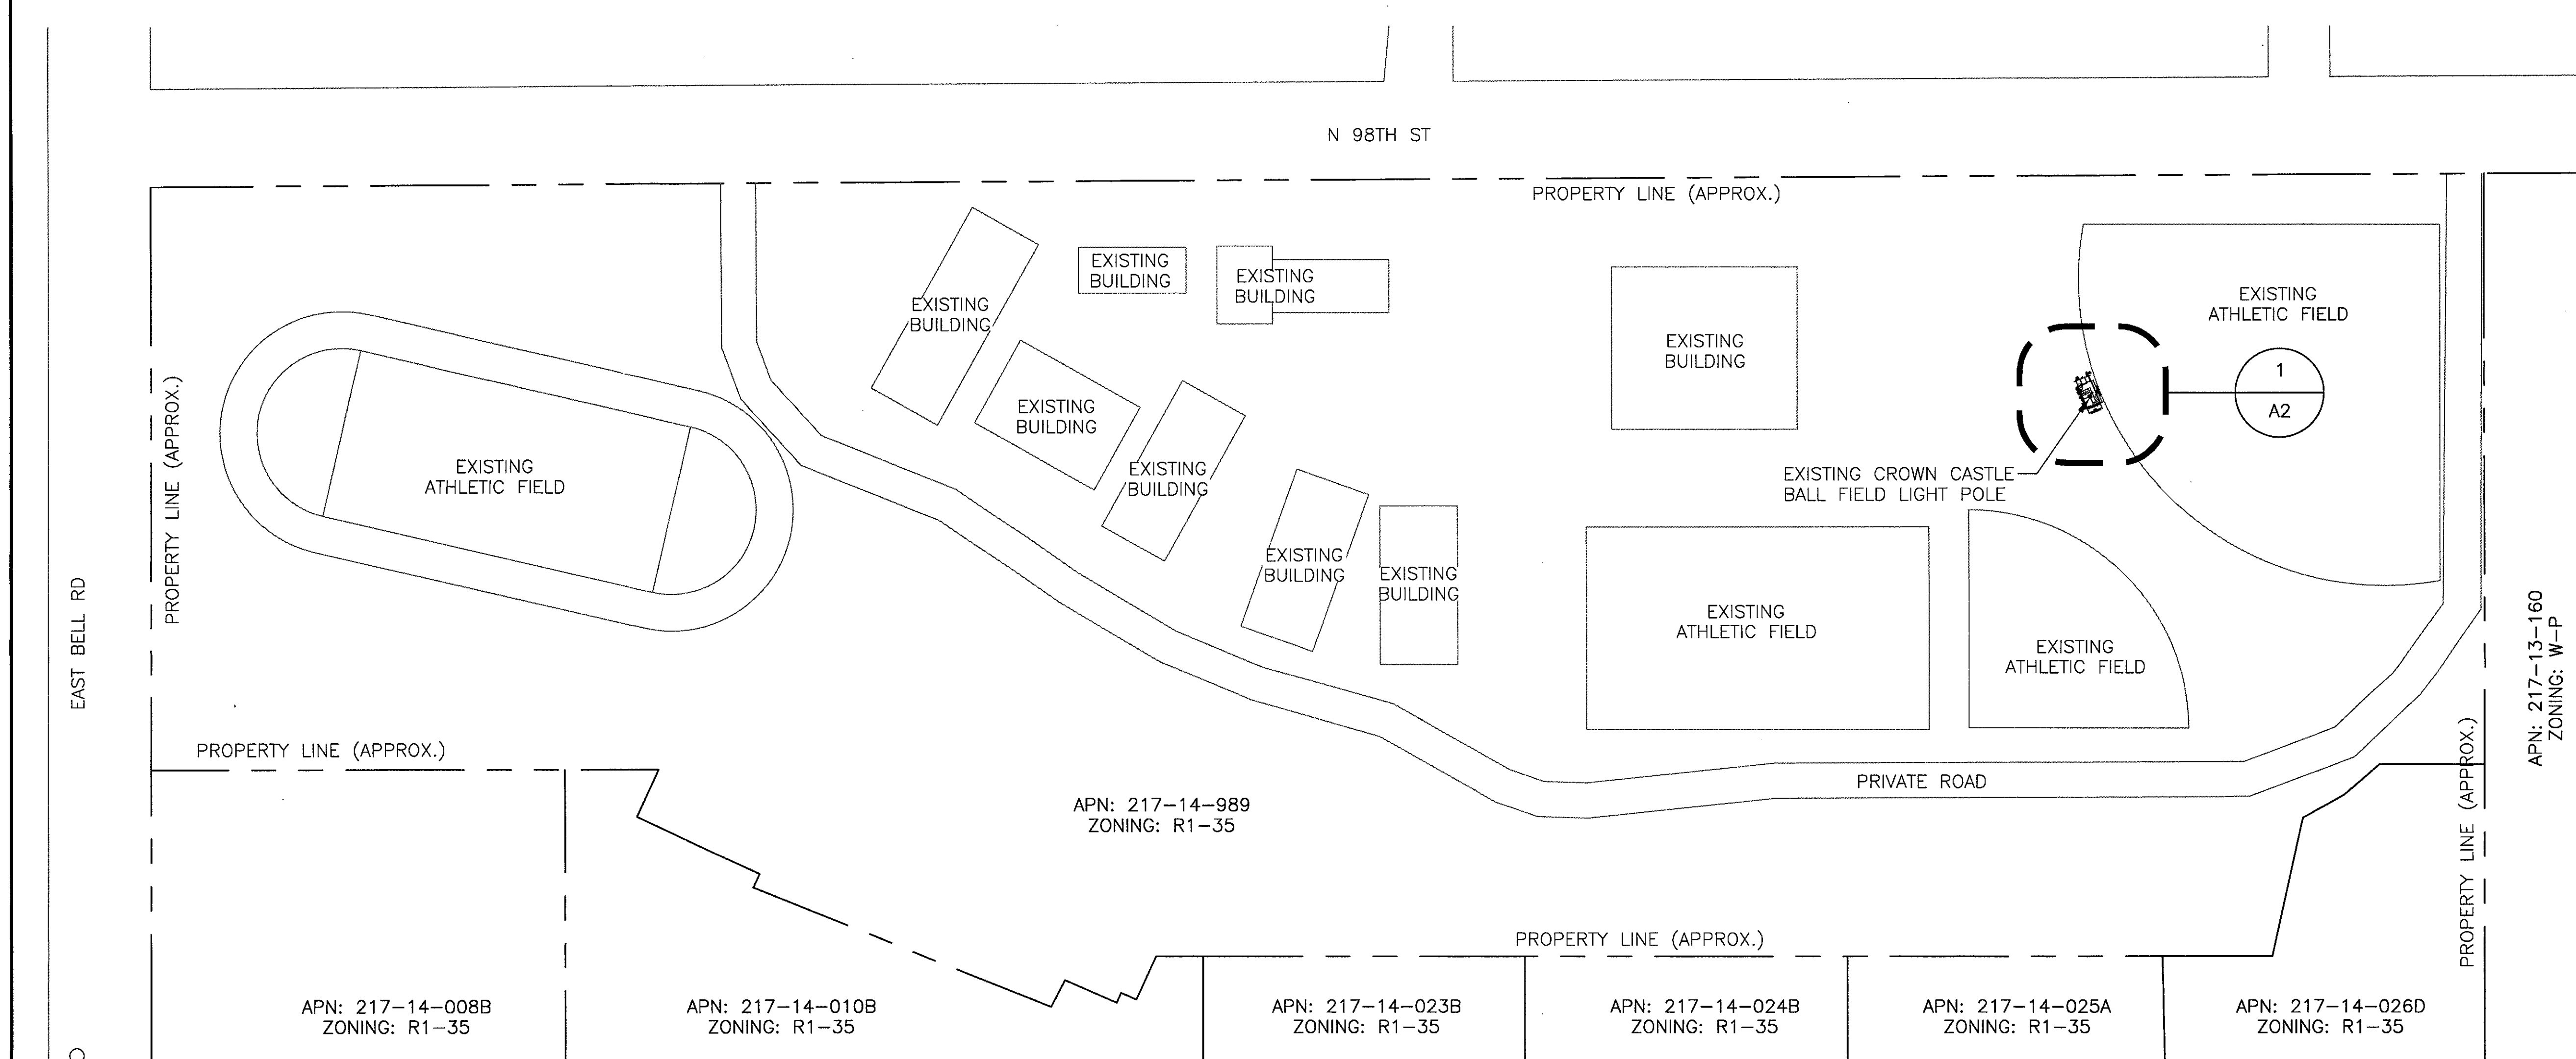 N 98TH ST
PROPERTY LINE (APPROX.)
EXISTING
BUILDING
EXISTING
BUILDING
EXISTING
BUILDING
EXISTING
BUILDING
EXISTING
BUILDING
EXISTING
BUILDING
EXISTING
BUILDING
EXISTING
BUILDING
EXISTING
ATHLETIC FIELD
1
A2
EXISTING CROWN CASTLE
BALL FIELD LIGHT POLE
EXISTING
ATHLETIC FIELD
EXISTING
ATHLETIC FIELD
EXISTING
ATHLETIC FIELD
PROPERTY LINE (APPROX.)
EAST BELL RD
PROPERTY LINE (APPROX.)
PRIVATE ROAD
APN: 217-14-989
ZONING: R1-35
APN: 217-13-160
ZONING: W-P
PROPERTY LINE (APPROX.)
PROPERTY LINE (APPROX.)
APN: 217-14-008B
ZONING: R1-35
APN: 217-14-010B
ZONING: R1-35
APN: 217-14-023B
ZONING: R1-35
APN: 217-14-024B
ZONING: R1-35
APN: 217-14-025A
ZONING: R1-35
APN: 217-14-026D
ZONING: R1-35